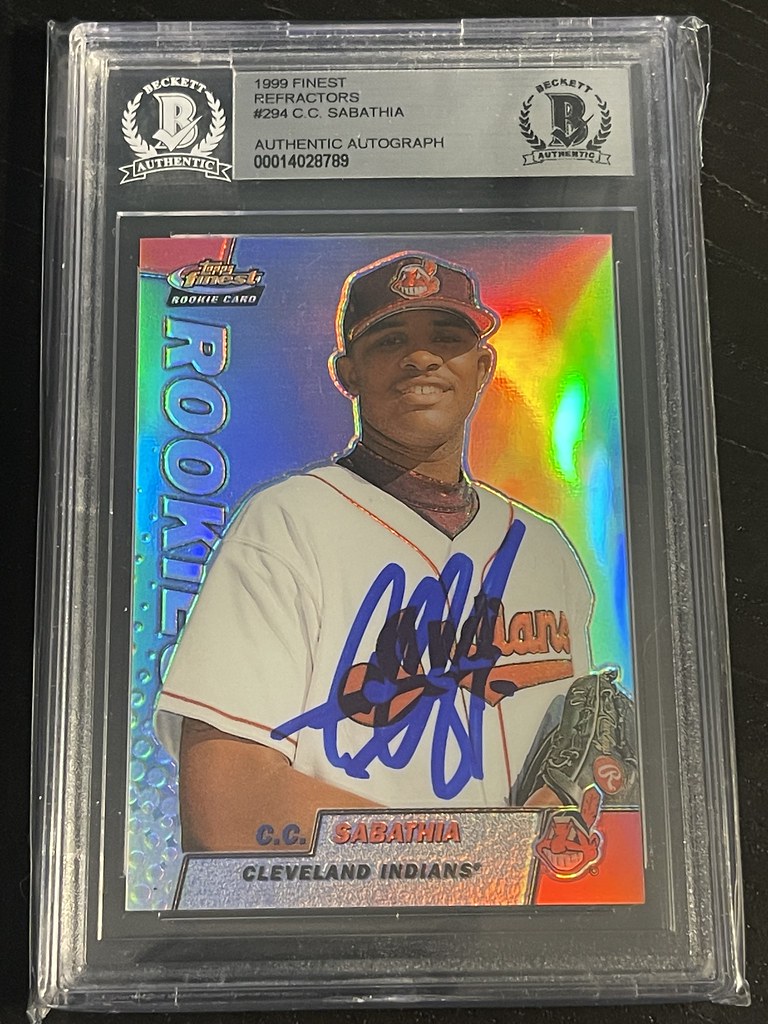 BECKETT
B
AUTHENTIC
1999 FINEST
REFRACTORS
#294 C.C. SABATHIA
AUTHENTIC AUTOGRAPH
00014028789
BECKETT
B
AUTHENTIC
Topps
finest
ROOKIE CARD
ROOKIES
Indians
R
C.C. SABATHIA
CLEVELAND INDIANS